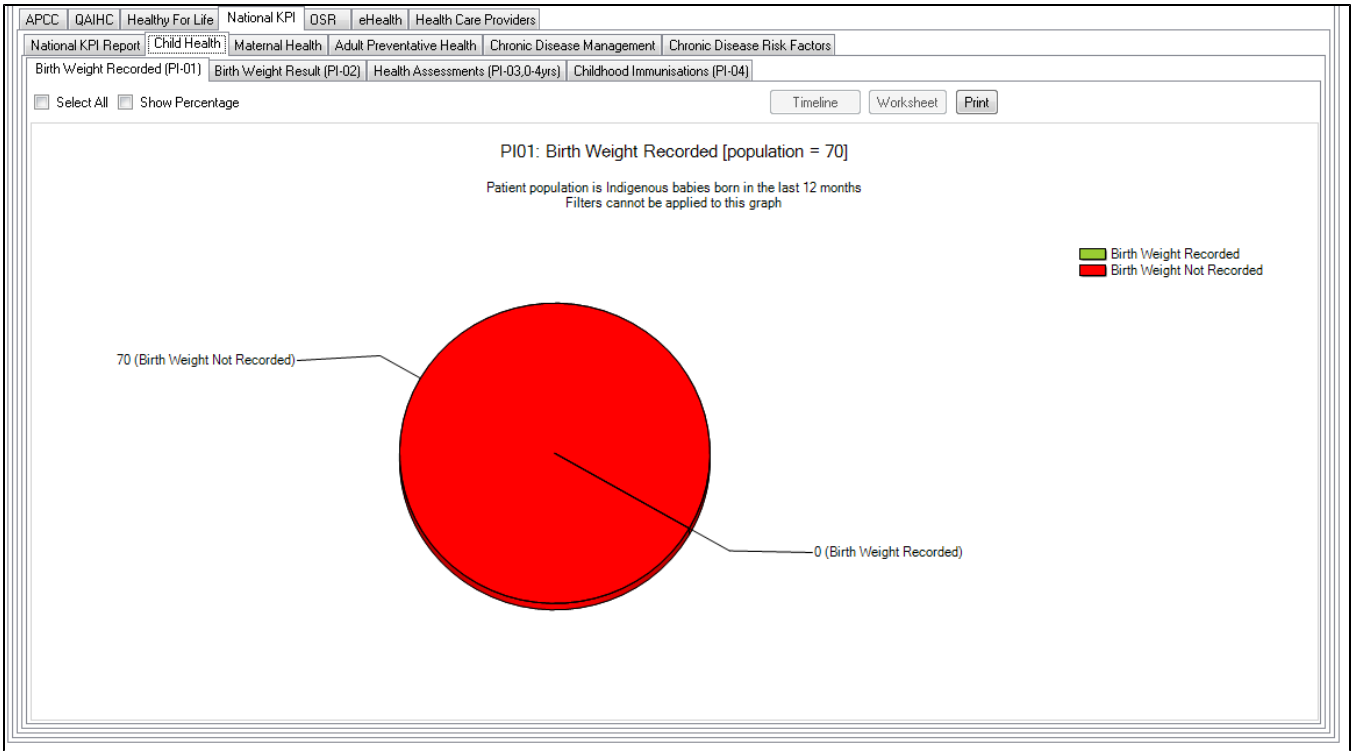 APCC QAIHC Healthy For Life National KPI OSR eHealth Health Care Providers
National KPI Report Child Health Maternal Health Adult Preventative Health Chronic Disease Management Chronic Disease Risk Factors
Birth Weight Recorded (PI-01) Birth Weight Result (PI-02) Health Assessments (PI-03,0-4yrs) Childhood Immunisations (PI-04)
Select All Show Percentage Timeline Worksheet Print
PI01: Birth Weight Recorded [population = 70]
Patient population is Indigenous babies born in the last 12 months
Filters cannot be applied to this graph
Birth Weight Recorded
Birth Weight Not Recorded
70 (Birth Weight Not Recorded)
0 (Birth Weight Recorded)